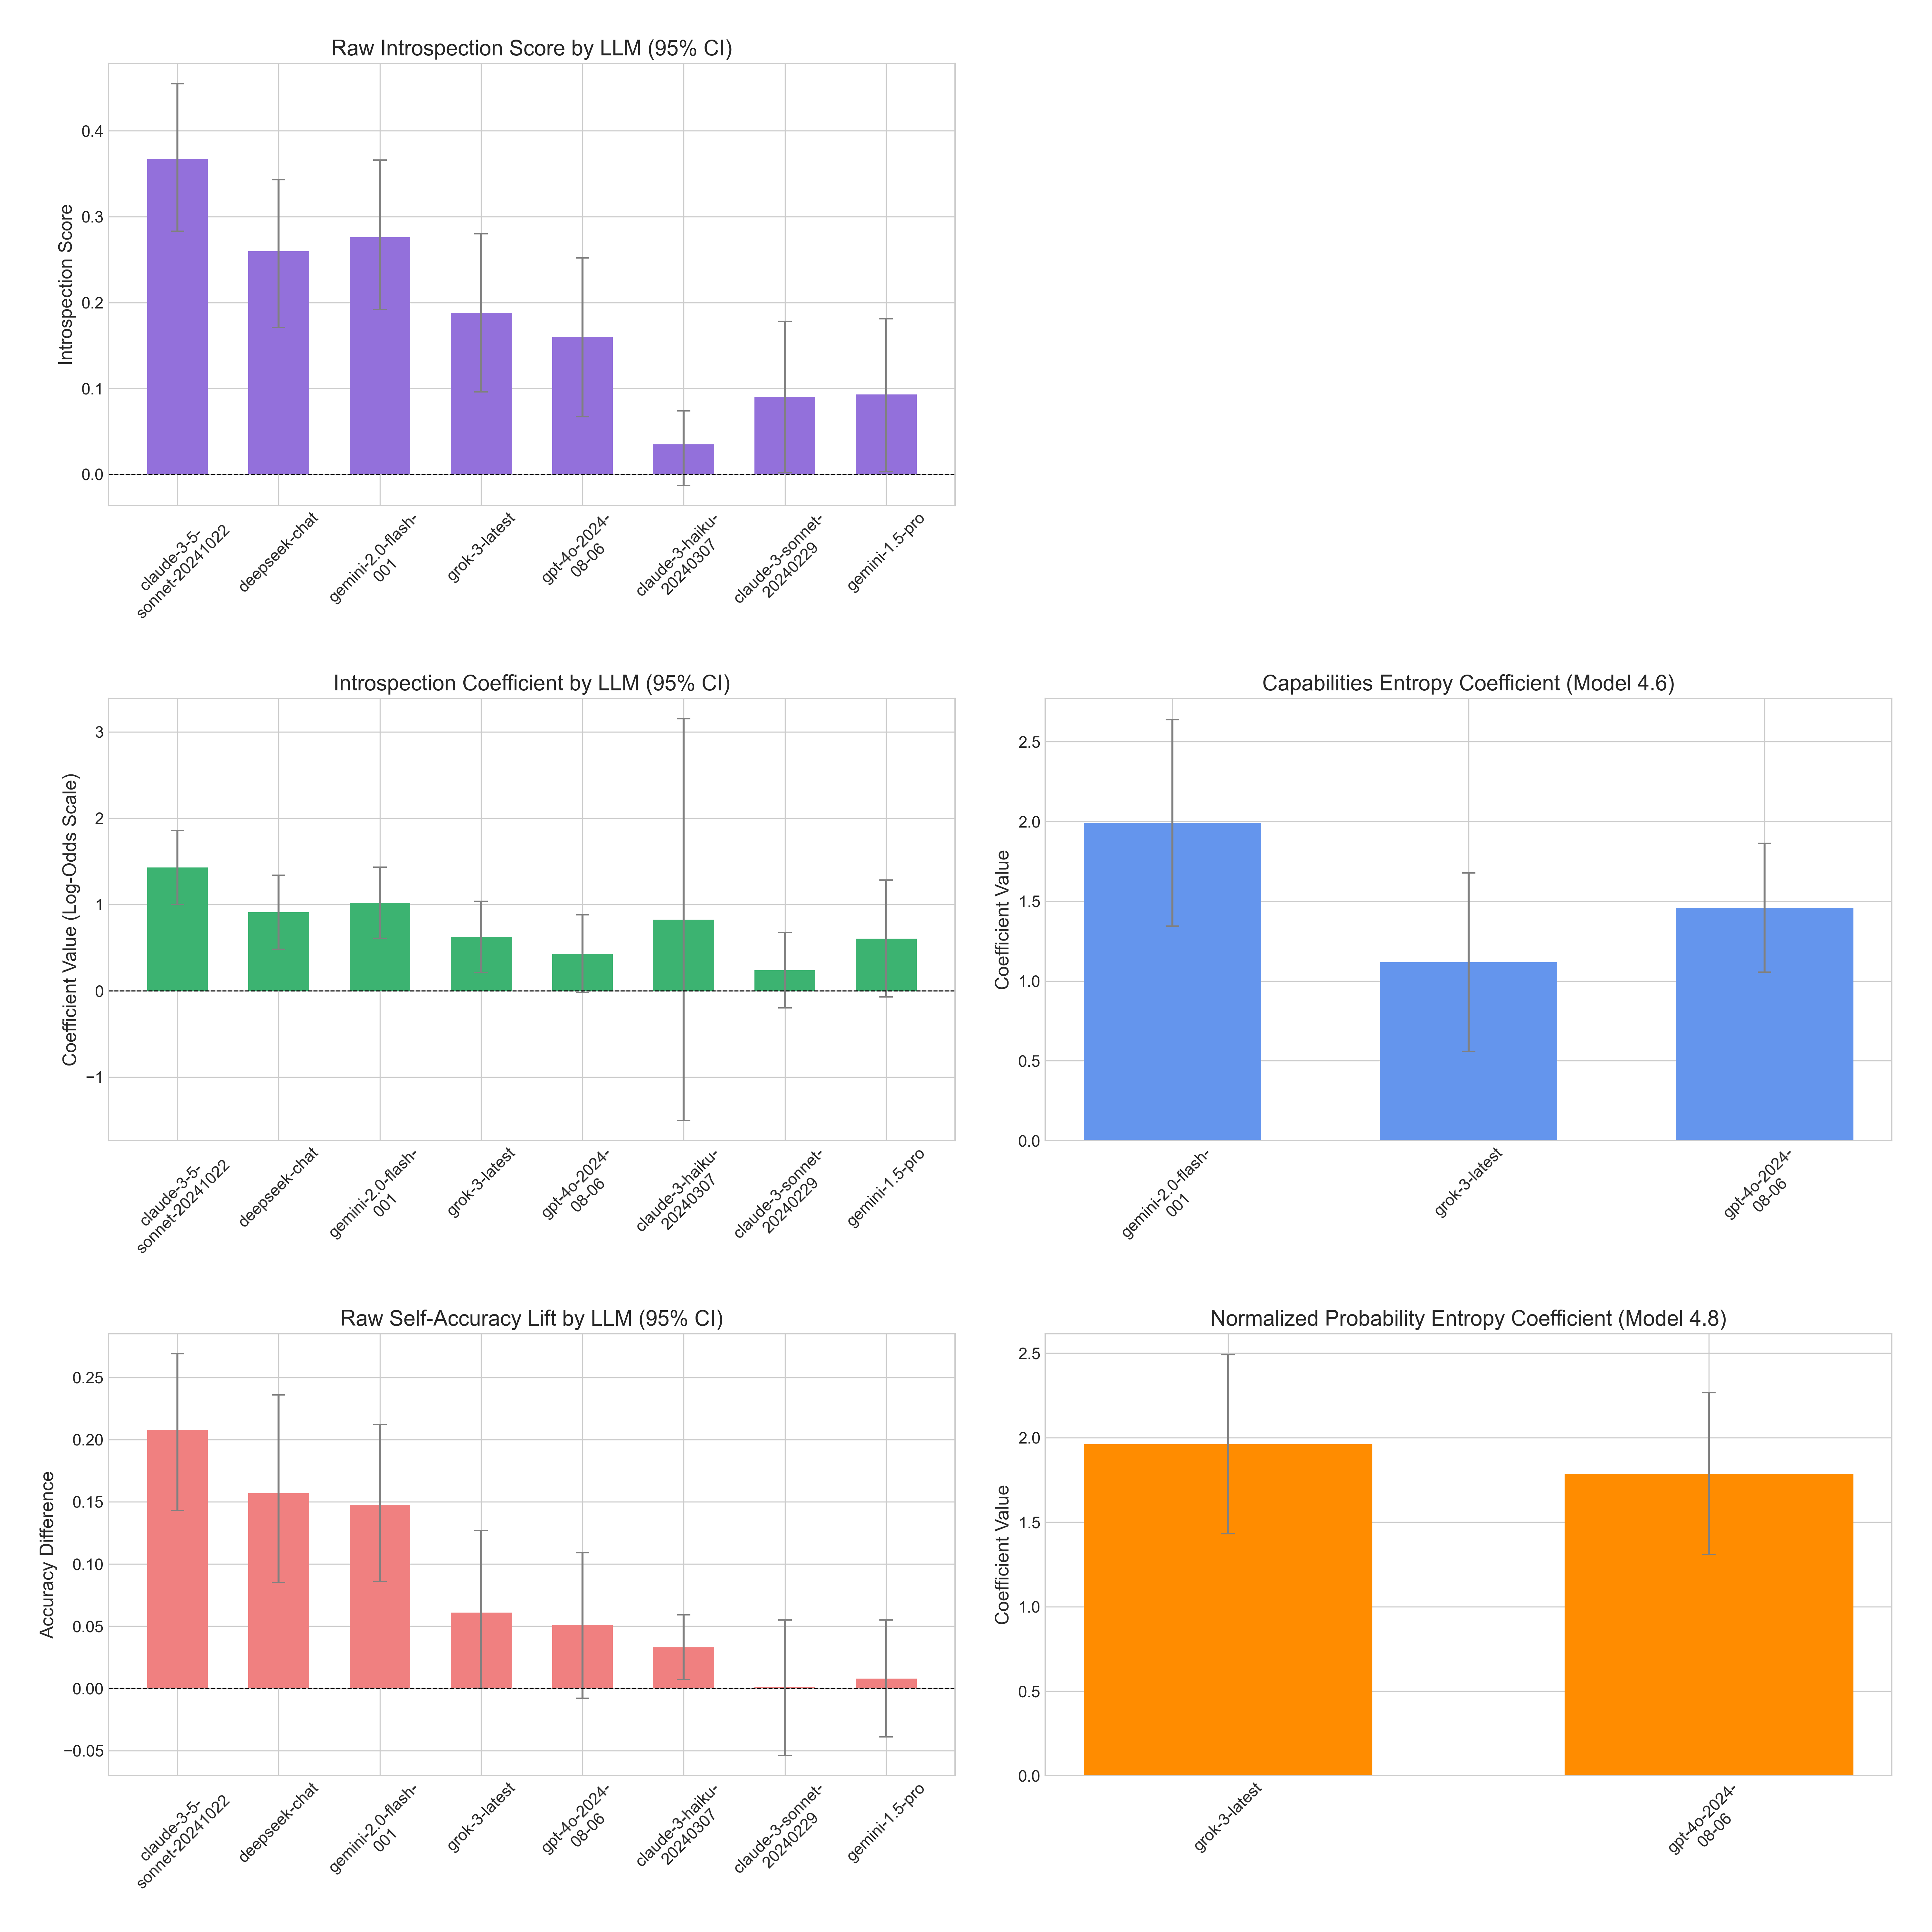 Raw Introspection Score by LLM (95% CI)
Introspection Score
0.4
0.3
0.2
0.1
0.0
claude-3-5-
sonnet-20241022
deepseek-chat
gemini-2.0-flash-
001
grok-3-latest
gpt-4o-2024-
08-06
claude-3-haiku-
20240307
claude-3-sonnet-
20240229
gemini-1.5-pro
Introspection Coefficient by LLM (95% CI)
Coefficient Value (Log-Odds Scale)
3
2
1
0
−1
claude-3-5-
sonnet-20241022
deepseek-chat
gemini-2.0-flash-
001
grok-3-latest
gpt-4o-2024-
08-06
claude-3-haiku-
20240307
claude-3-sonnet-
20240229
gemini-1.5-pro
Capabilities Entropy Coefficient (Model 4.6)
Coefficient Value
2.5
2.0
1.5
1.0
0.5
0.0
gemini-2.0-flash-
001
grok-3-latest
gpt-4o-2024-
08-06
Raw Self-Accuracy Lift by LLM (95% CI)
Accuracy Difference
0.25
0.20
0.15
0.10
0.05
0.00
−0.05
claude-3-5-
sonnet-20241022
deepseek-chat
gemini-2.0-flash-
001
grok-3-latest
gpt-4o-2024-
08-06
claude-3-haiku-
20240307
claude-3-sonnet-
20240229
gemini-1.5-pro
Normalized Probability Entropy Coefficient (Model 4.8)
Coefficient Value
2.5
2.0
1.5
1.0
0.5
0.0
grok-3-latest
gpt-4o-2024-
08-06